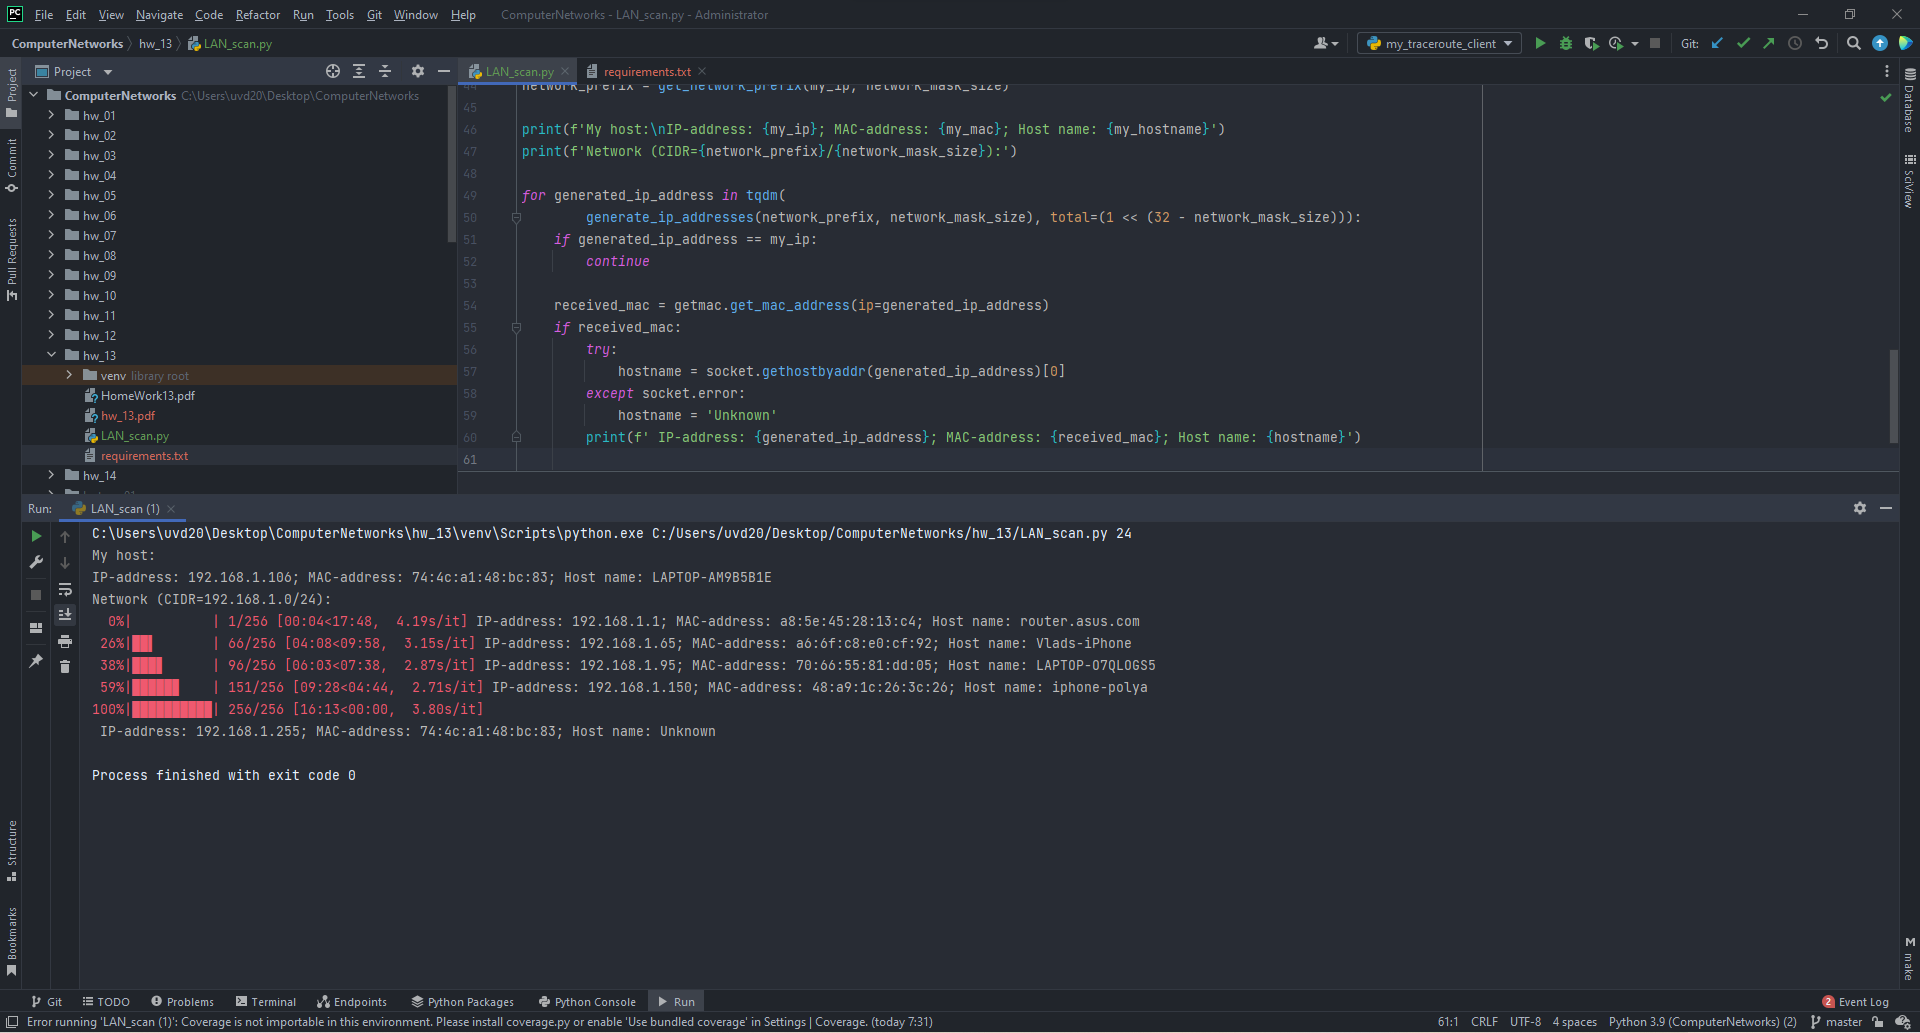 File Edit View Navigate Code Refactor Run Tools Git Window Help ComputerNetworks - LAN_scan.py - Administrator
ComputerNetworks hw_13 LAN_scan.py my_traceroute_client Git:
Project
LAN_scan.py requirements.txt
ComputerNetworks C:\Users\uvd20\Desktop\ComputerNetworks
hw_01
hw_02
hw_03
hw_04
hw_05
hw_06
hw_07
hw_08
hw_09
hw_10
hw_11
hw_12
hw_13
venv library root
HomeWork13.pdf
hw_13.pdf
LAN_scan.py
requirements.txt
hw_14
44 network_prefix = get_network_prefix(my_ip, network_mask_size)
45
46 print(f'My host:\nIP-address: {my_ip}; MAC-address: {my_mac}; Host name: {my_hostname}')
47 print(f'Network (CIDR={network_prefix}/{network_mask_size}):')
48
49 for generated_ip_address in tqdm(
50 generate_ip_addresses(network_prefix, network_mask_size), total=(1 << (32 - network_mask_size))):
51 if generated_ip_address == my_ip:
52 continue
53
54 received_mac = getmac.get_mac_address(ip=generated_ip_address)
55 if received_mac:
56 try:
57 hostname = socket.gethostbyaddr(generated_ip_address)[0]
58 except socket.error:
59 hostname = 'Unknown'
60 print(f' IP-address: {generated_ip_address}; MAC-address: {received_mac}; Host name: {hostname}')
61
Project
Commit
Pull Requests
Structure
Bookmarks
Database
SciView
make
Run: LAN_scan (1)
C:\Users\uvd20\Desktop\ComputerNetworks\hw_13\venv\Scripts\python.exe C:/Users/uvd20/Desktop/ComputerNetworks/hw_13/LAN_scan.py 24
My host:
IP-address: 192.168.1.106; MAC-address: 74:4c:a1:48:bc:83; Host name: LAPTOP-AM9B5B1E
Network (CIDR=192.168.1.0/24):
0%| | 1/256 [00:04<17:48, 4.19s/it] IP-address: 192.168.1.1; MAC-address: a8:5e:45:28:13:c4; Host name: router.asus.com
26%|██▌ | 66/256 [04:08<09:58, 3.15s/it] IP-address: 192.168.1.65; MAC-address: a6:6f:c8:e0:cf:92; Host name: Vlads-iPhone
38%|███▊ | 96/256 [06:03<07:38, 2.87s/it] IP-address: 192.168.1.95; MAC-address: 70:66:55:81:dd:05; Host name: LAPTOP-O7QLOGS5
59%|█████▉ | 151/256 [09:28<04:44, 2.71s/it] IP-address: 192.168.1.150; MAC-address: 48:a9:1c:26:3c:26; Host name: iphone-polya
100%|██████████| 256/256 [16:13<00:00, 3.80s/it]
IP-address: 192.168.1.255; MAC-address: 74:4c:a1:48:bc:83; Host name: Unknown
Process finished with exit code 0
Git TODO Problems Terminal Endpoints Python Packages Python Console Run 2 Event Log
Error running 'LAN_scan (1)': Coverage is not importable in this environment. Please install coverage.py or enable 'Use bundled coverage' in Settings | Coverage. (today 7:31) 61:1 CRLF UTF-8 4 spaces Python 3.9 (ComputerNetworks) (2) master